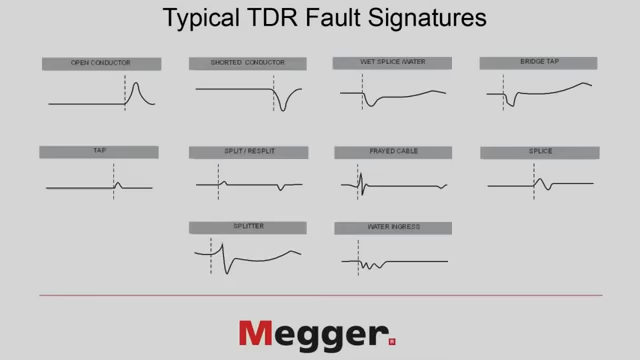 Typical TDR Fault Signatures
OPEN CONDUCTOR
SHORTED CONDUCTOR
WET SPLICE /WATER
BRIDGE TAP
TAP
SPLIT / RESPLIT
FRAYED CABLE
SPLICE
SPLITTER
WATER INGRESS
Megger®